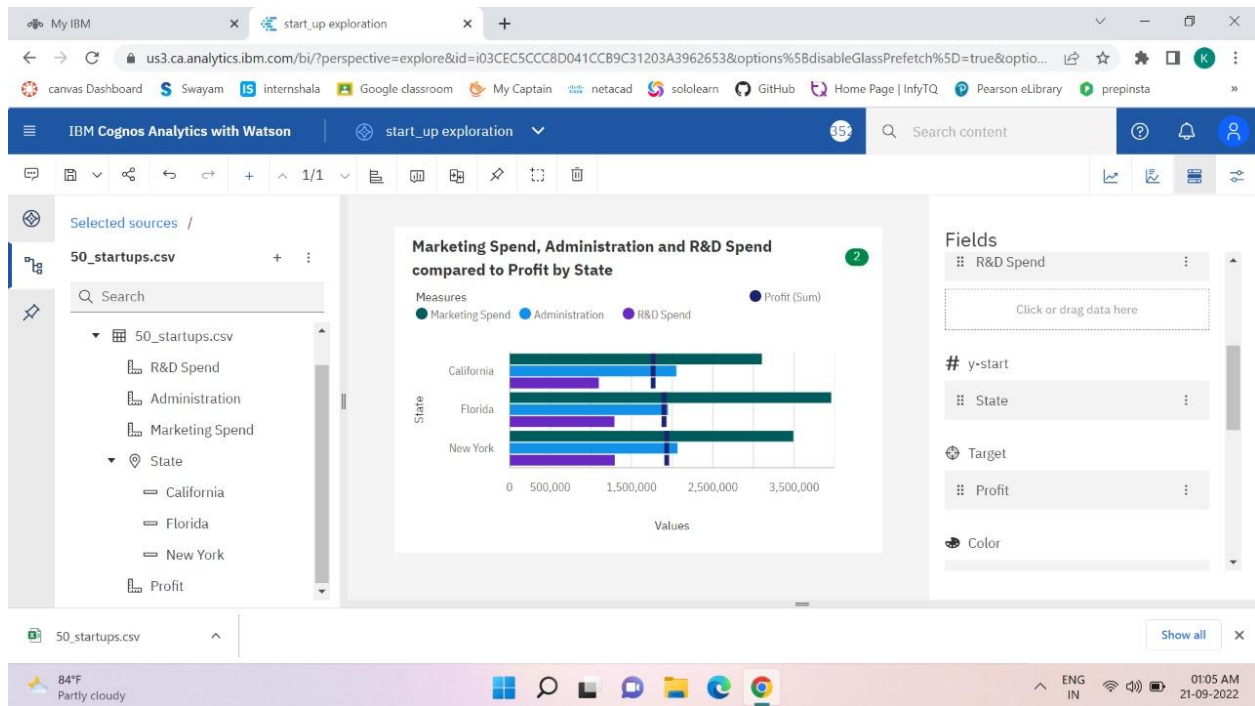 My IBM
start_up exploration
us3.ca.analytics.ibm.com/bi/?perspective=explore&id=i03CEC5CCC8D041CCB9C31203A3962653&options%5BdisableGlassPrefetch%5D=true&optio...
K
canvas Dashboard
Swayam
IS internshala
Google classroom
My Captain
netacad
sololearn
GitHub
Home Page | InfyTQ
Pearson eLibrary
prepinsta
»
IBM Cognos Analytics with Watson
start_up exploration
352
Search content
1/1
Selected sources /
50_startups.csv
Search
50_startups.csv
R&D Spend
Administration
Marketing Spend
State
California
Florida
New York
Profit
Marketing Spend, Administration and R&D Spend
compared to Profit by State
2
Measures
Marketing Spend
Administration
R&D Spend
Profit (Sum)
State
California
Florida
New York
0 500,000 1,500,000 2,500,000 3,500,000
Values
Fields
R&D Spend
Click or drag data here
# y-start
State
Target
Profit
Color
50_startups.csv
Show all
84°F
Partly cloudy
ENG
IN
01:05 AM
21-09-2022